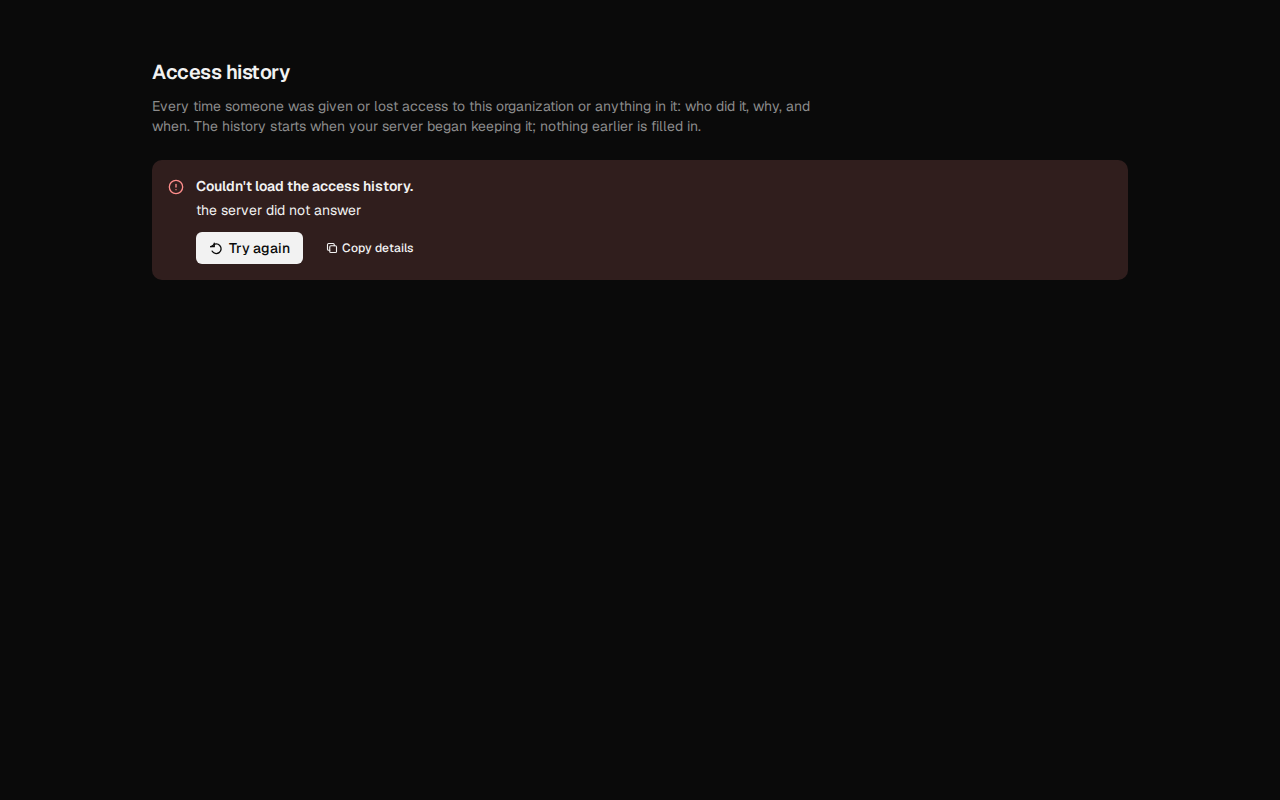 Access history
Every time someone was given or lost access to this organization or anything in it: who did it, why, and
when. The history starts when your server began keeping it; nothing earlier is filled in.
Couldn't load the access history.
the server did not answer
Try again
Copy details